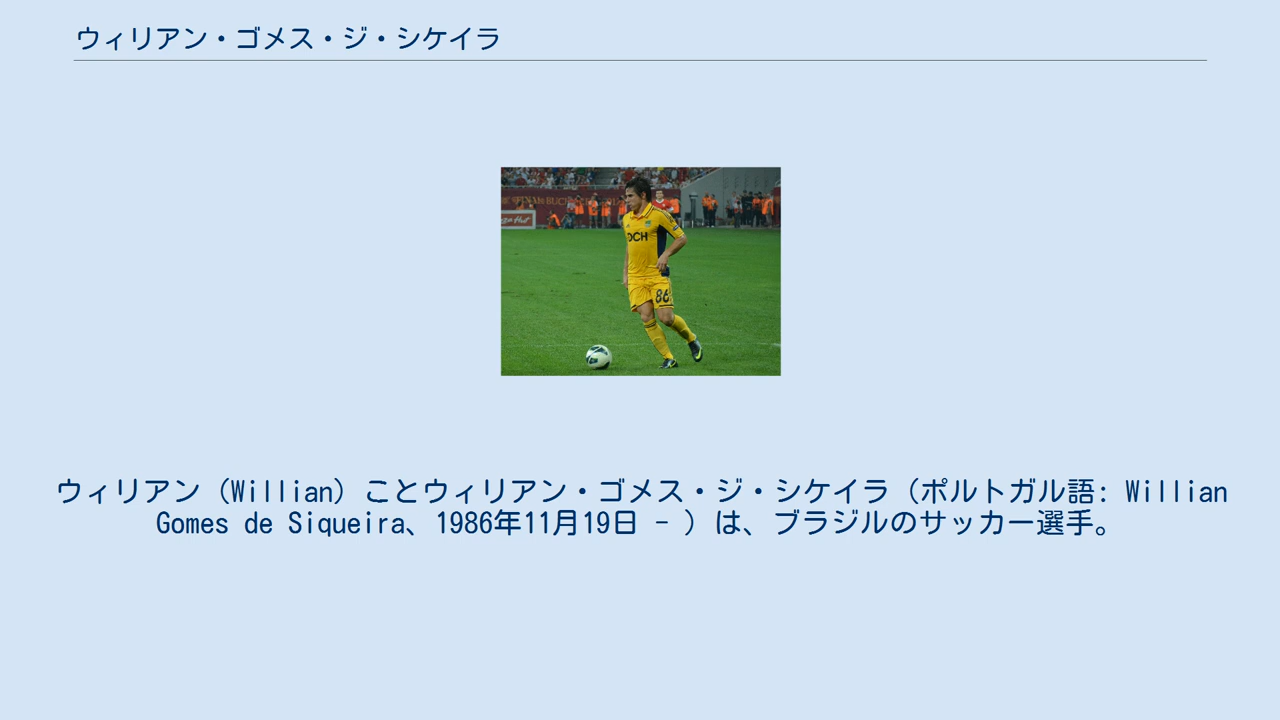 ウィリアン・ゴメス・ジ・シケイラ
DCH
86
ウィリアン（Willian）ことウィリアン・ゴメス・ジ・シケイラ（ポルトガル語: Willian
Gomes de Siqueira、1986年11月19日 - ）は、ブラジルのサッカー選手。